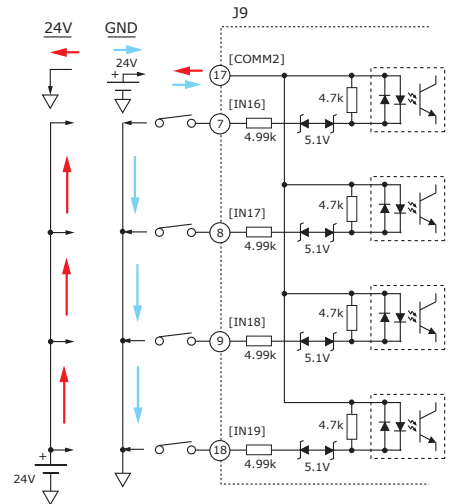 J9
24V GND
24V
+
17 [COMM2]
[IN16]
4.7k
7
4.99k
5.1V
[IN17]
4.7k
8
4.99k
5.1V
[IN18]
4.7k
9
4.99k
5.1V
[IN19]
4.7k
18
4.99k
5.1V
+
24V